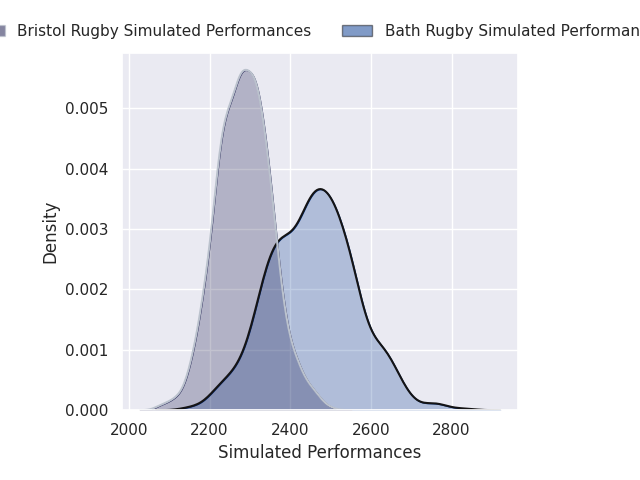 Bristol Rugby Simulated Performances
Bath Rugby Simulated Performan
0.005
0.004
0.003
0.002
0.001
0.000
Density
2000 2200 2400 2600 2800
Simulated Performances